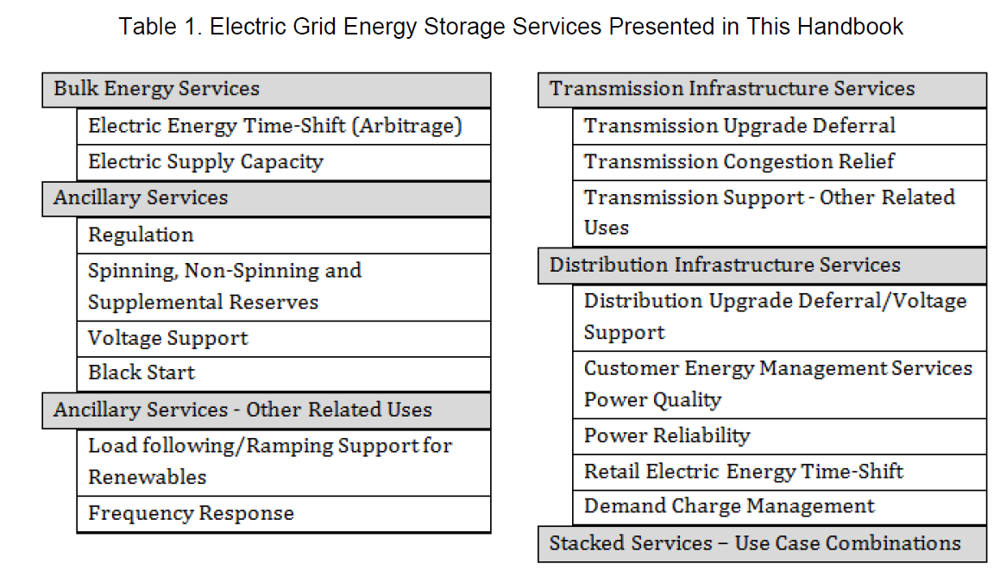 Table 1. Electric Grid Energy Storage Services Presented in This Handbook
Bulk Energy Services
Electric Energy Time-Shift (Arbitrage)
Electric Supply Capacity
Ancillary Services
Regulation
Spinning, Non-Spinning and
Supplemental Reserves
Voltage Support
Black Start
Ancillary Services - Other Related Uses
Load following/Ramping Support for
Renewables
Frequency Response
Transmission Infrastructure Services
Transmission Upgrade Deferral
Transmission Congestion Relief
Transmission Support - Other Related
Uses
Distribution Infrastructure Services
Distribution Upgrade Deferral/Voltage
Support
Customer Energy Management Services
Power Quality
Power Reliability
Retail Electric Energy Time-Shift
Demand Charge Management
Stacked Services – Use Case Combinations